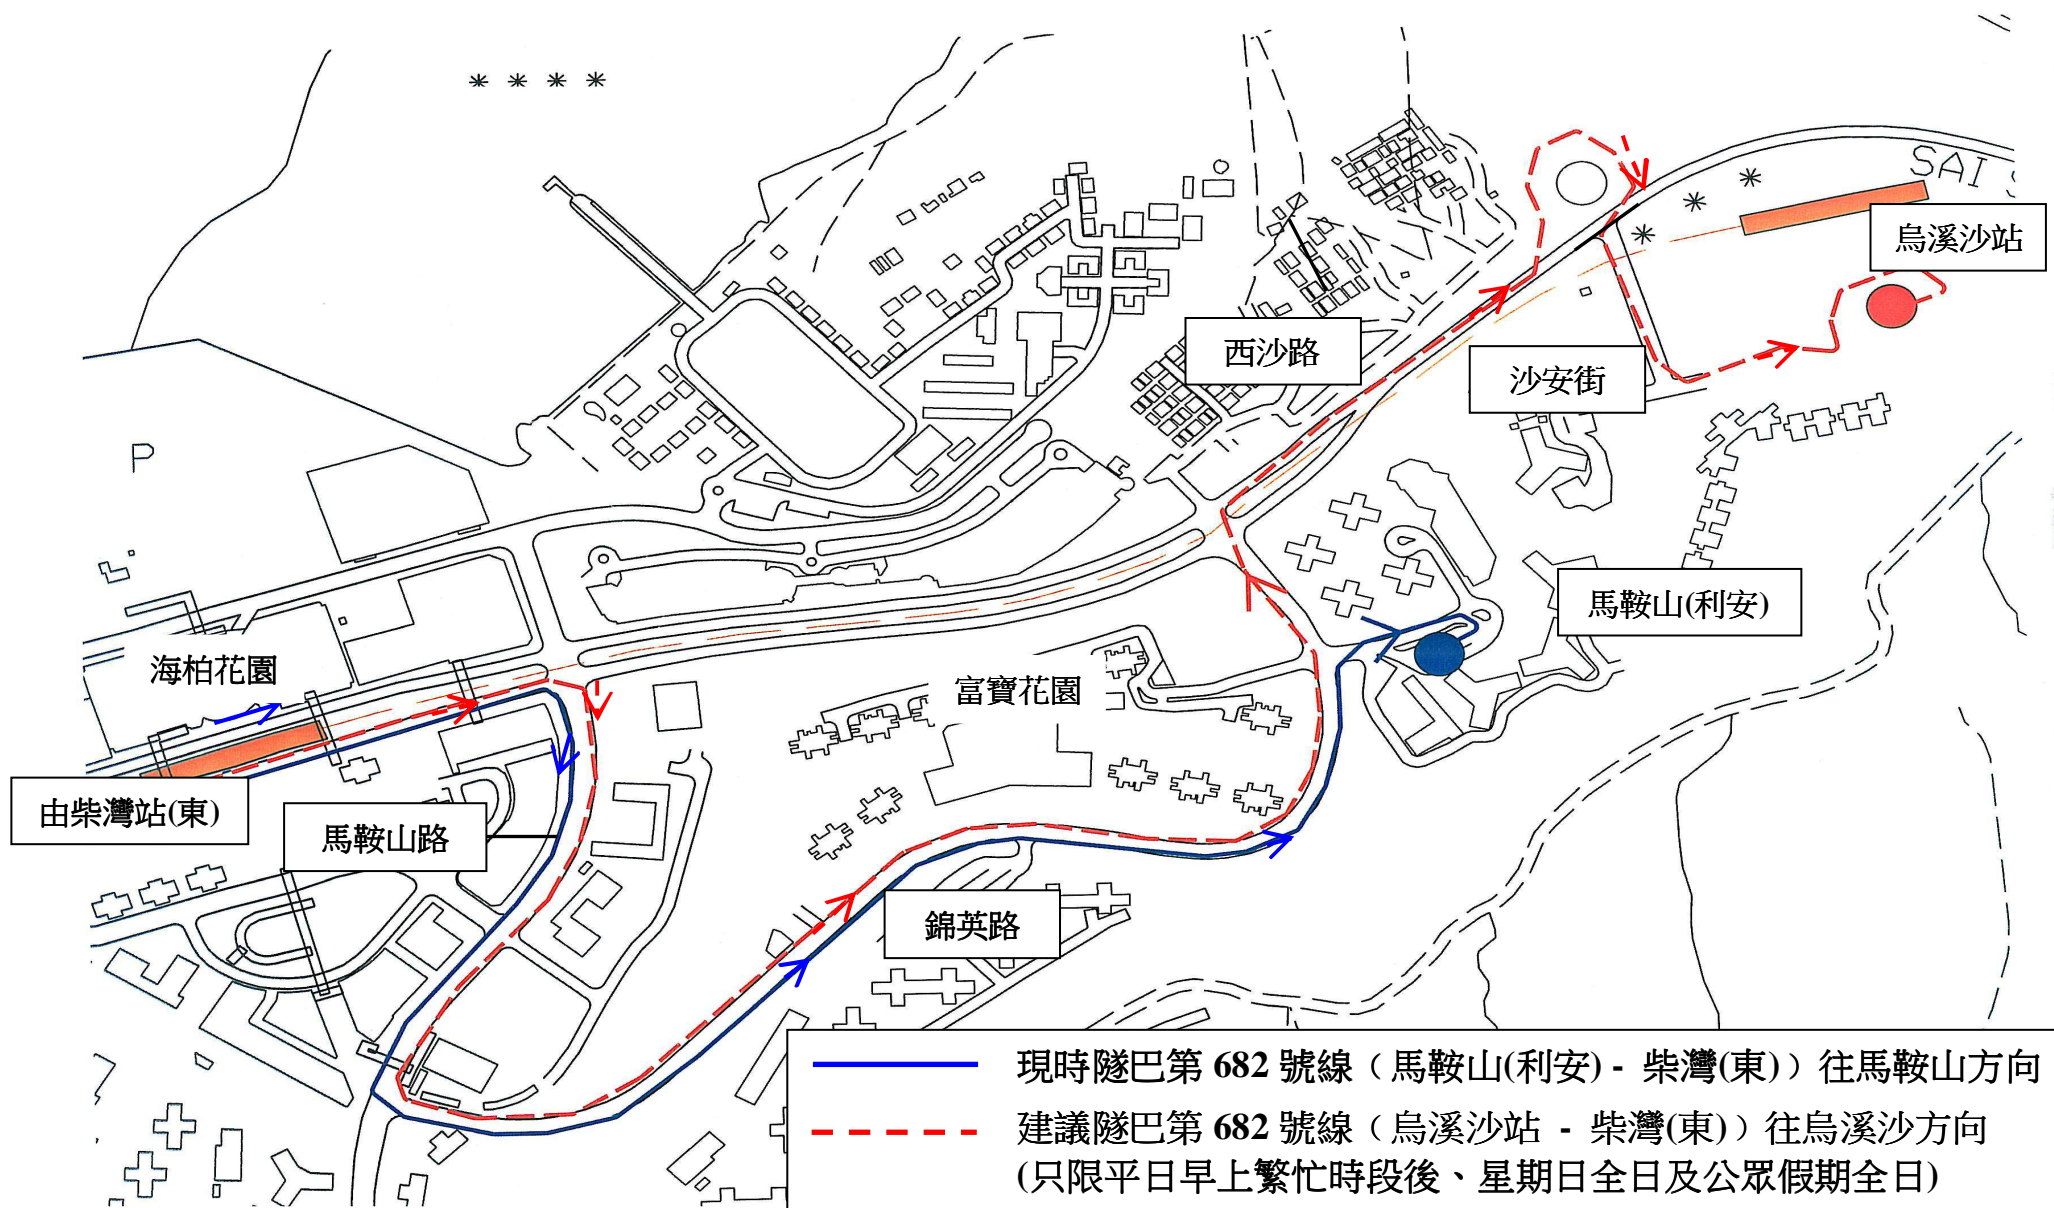 SAI S
烏溪沙站
西沙路
沙安街
P
馬鞍山(利安)
海柏花園
富寶花園
由柴灣站(東)
馬鞍山路
錦英路
現時隧巴第 682 號線（馬鞍山(利安) - 柴灣(東)）往馬鞍山方向
建議隧巴第 682 號線（烏溪沙站 - 柴灣(東)）往烏溪沙方向
(只限平日早上繁忙時段後、星期日全日及公眾假期全日)